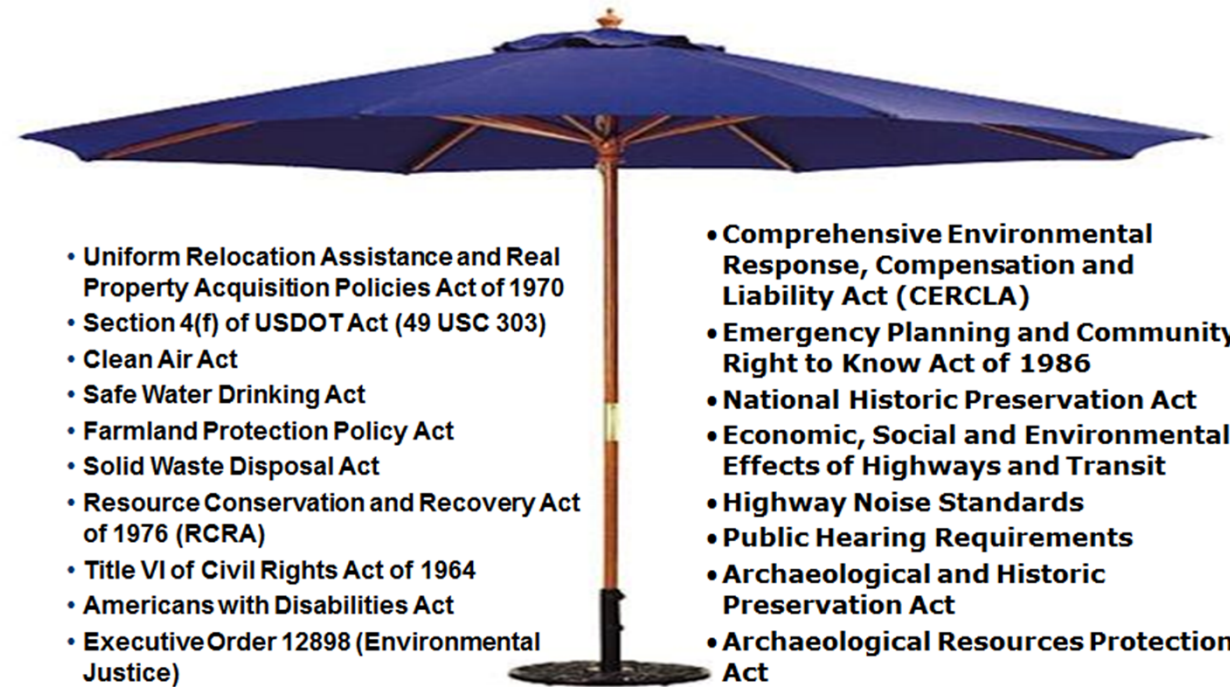 • Uniform Relocation Assistance and Real
Property Acquisition Policies Act of 1970
• Section 4(f) of USDOT Act (49 USC 303)
• Clean Air Act
• Safe Water Drinking Act
• Farmland Protection Policy Act
• Solid Waste Disposal Act
• Resource Conservation and Recovery Act
of 1976 (RCRA)
• Title VI of Civil Rights Act of 1964
• Americans with Disabilities Act
• Executive Order 12898 (Environmental
Justice)
• Comprehensive Environmental
Response, Compensation and
Liability Act (CERCLA)
• Emergency Planning and Community
Right to Know Act of 1986
• National Historic Preservation Act
• Economic, Social and Environmental
Effects of Highways and Transit
• Highway Noise Standards
• Public Hearing Requirements
• Archaeological and Historic
Preservation Act
• Archaeological Resources Protection
Act